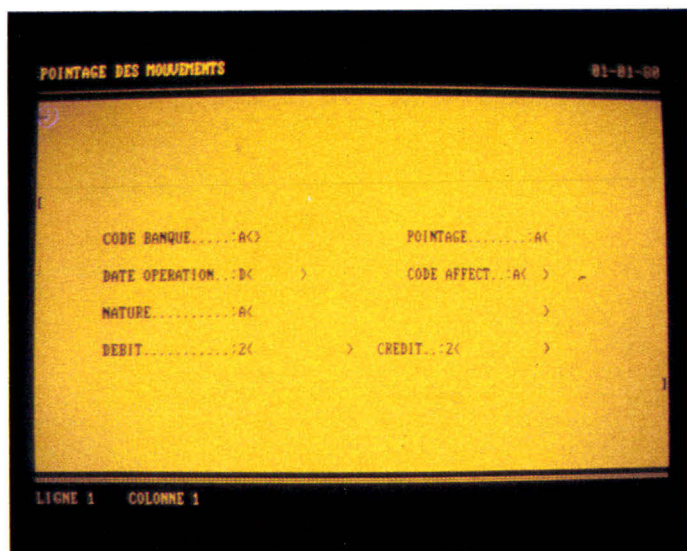 POINTAGE DES MOUVEMENTS 01-01-80
[
CODE BANQUE.....:A<> POINTAGE........:A<
DATE OPERATION..:D< > CODE AFFECT..:A< >
NATURE..........:A< >
DEBIT...........:2< > CREDIT..:2< >
]
LIGNE 1 COLONNE 1